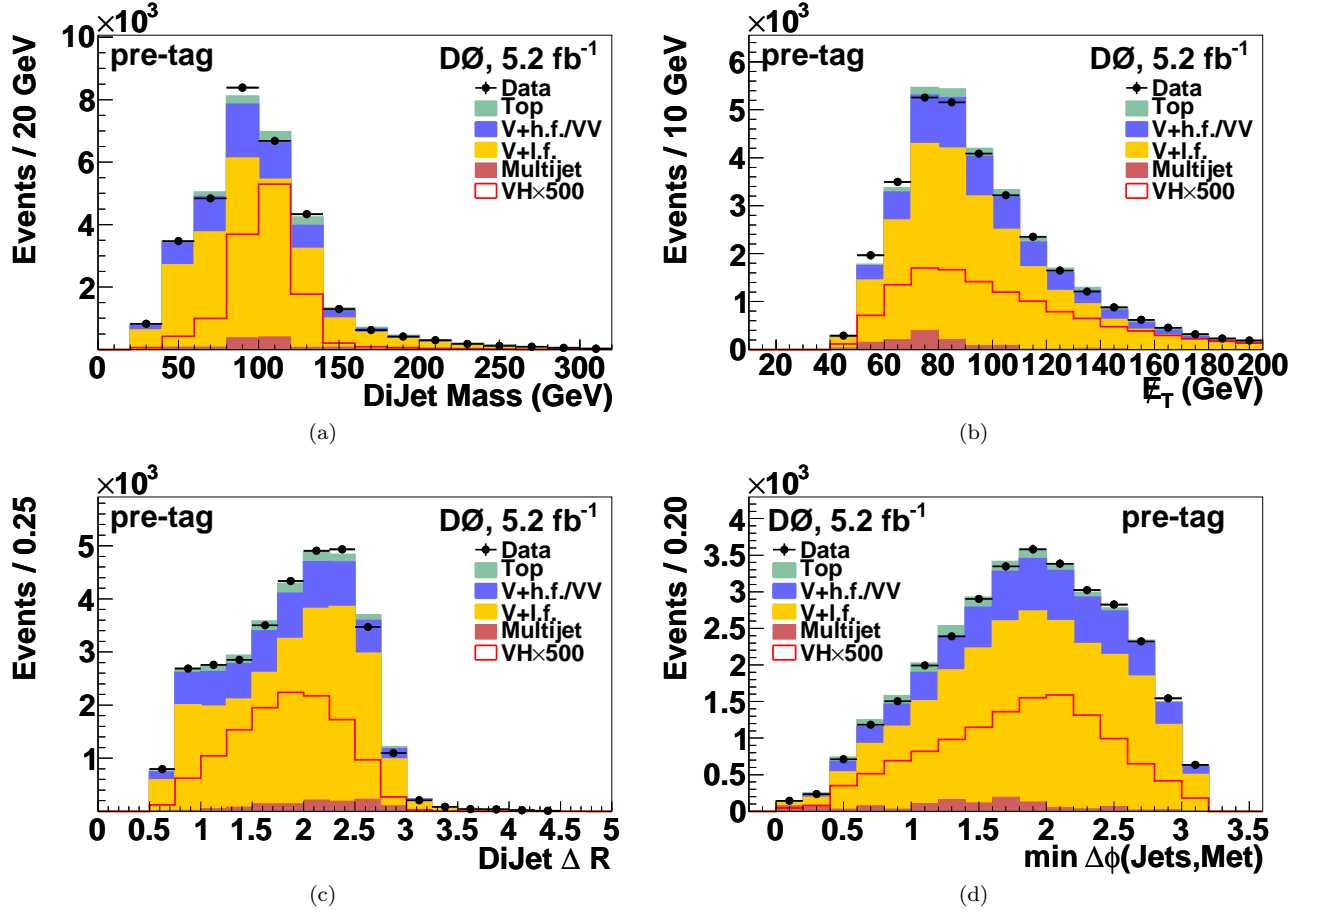 ×10³
Events / 20 GeV
10
8
6
4
2
pre-tag
DØ, 5.2 fb⁻¹
Data
Top
V+h.f./VV
V+l.f.
Multijet
VH×500
0 50 100 150 200 250 300
DiJet Mass (GeV)
(a)
×10³
Events / 10 GeV
6
5
4
3
2
1
0
pre-tag
DØ, 5.2 fb⁻¹
Data
Top
V+h.f./VV
V+l.f.
Multijet
VH×500
20 40 60 80 100 120 140 160 180 200
E̸_T (GeV)
(b)
×10³
Events / 0.25
5
4
3
2
1
pre-tag
DØ, 5.2 fb⁻¹
Data
Top
V+h.f./VV
V+l.f.
Multijet
VH×500
0 0.5 1 1.5 2 2.5 3 3.5 4 4.5 5
DiJet Δ R
(c)
×10³
Events / 0.20
4
3.5
3
2.5
2
1.5
1
0.5
0
DØ, 5.2 fb⁻¹
pre-tag
Data
Top
V+h.f./VV
V+l.f.
Multijet
VH×500
0 0.5 1 1.5 2 2.5 3 3.5
min Δϕ(Jets,Met)
(d)